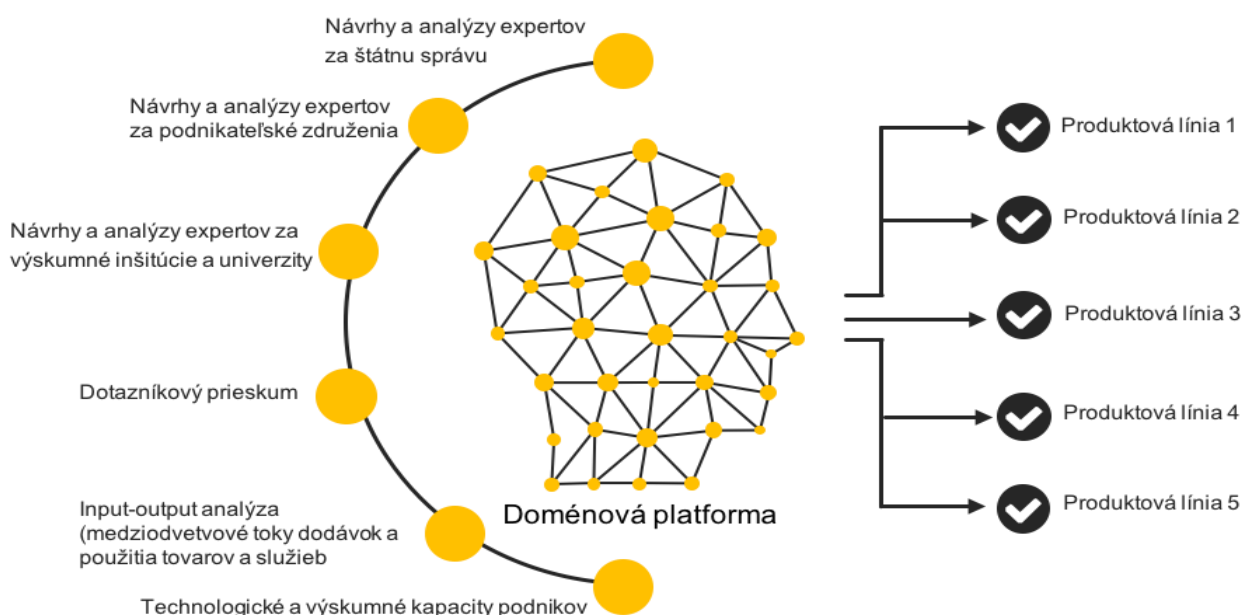 Návrhy a analýzy expertov
za štátnu správu
Návrhy a analýzy expertov
za podnikateľské združenia
Návrhy a analýzy expertov za
výskumné inšitúcie a univerzity
Dotazníkový prieskum
Input-output analýza
(medziodvetvové toky dodávok a
použitia tovarov a služieb
Technologické a výskumné kapacity podnikov
Doménová platforma
Produktová línia 1
Produktová línia 2
Produktová línia 3
Produktová línia 4
Produktová línia 5